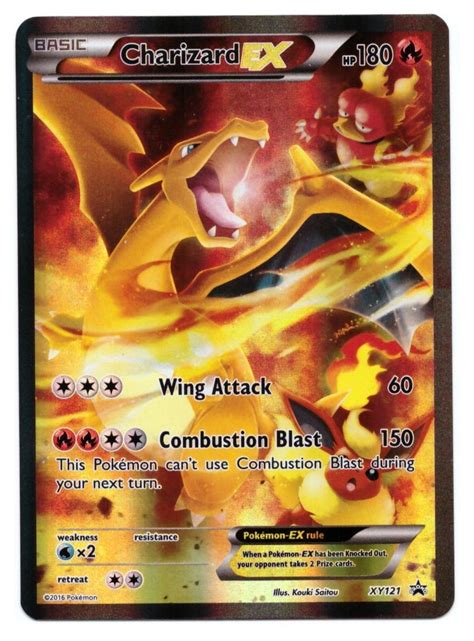 BASIC Charizard EX HP180
Wing Attack 60
Combustion Blast 150
This Pokémon can't use Combustion Blast during
your next turn.
weakness resistance
×2
Pokémon-EX rule
When a Pokémon-EX has been Knocked Out,
your opponent takes 2 Prize cards.
retreat
©2016 Pokémon Illus. Kouki Saitou XY121